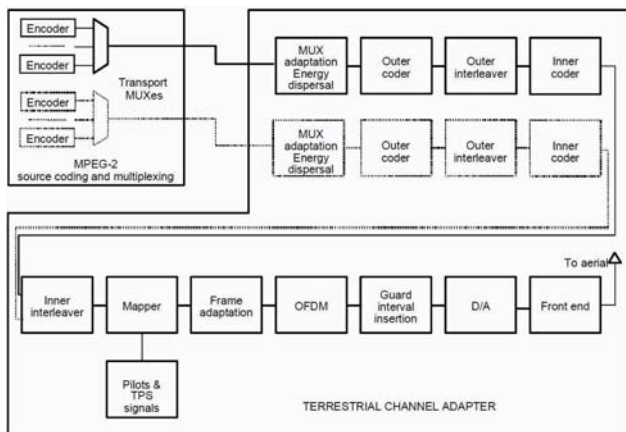 Encoder
Encoder
Encoder
Encoder
Transport
MUXes
MPEG-2
source coding and multiplexing
MUX
adaptation
Energy
dispersal
Outer
coder
Outer
interleaver
Inner
coder
MUX
adaptation
Energy
dispersal
Outer
coder
Outer
interleaver
Inner
coder
To aerial
Inner
interleaver
Mapper
Frame
adaptation
OFDM
Guard
interval
insertion
D/A
Front end
Pilots &
TPS
signals
TERRESTRIAL CHANNEL ADAPTER